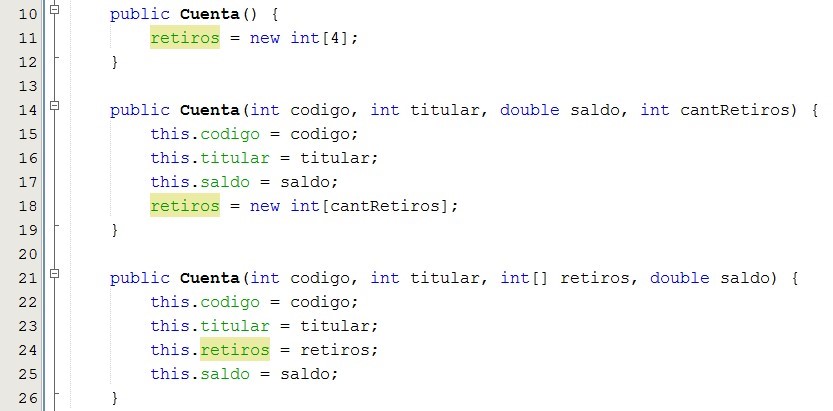 10 public Cuenta() {
11 retiros = new int[4];
12 }
13
14 public Cuenta(int codigo, int titular, double saldo, int cantRetiros) {
15 this.codigo = codigo;
16 this.titular = titular;
17 this.saldo = saldo;
18 retiros = new int[cantRetiros];
19 }
20
21 public Cuenta(int codigo, int titular, int[] retiros, double saldo) {
22 this.codigo = codigo;
23 this.titular = titular;
24 this.retiros = retiros;
25 this.saldo = saldo;
26 }